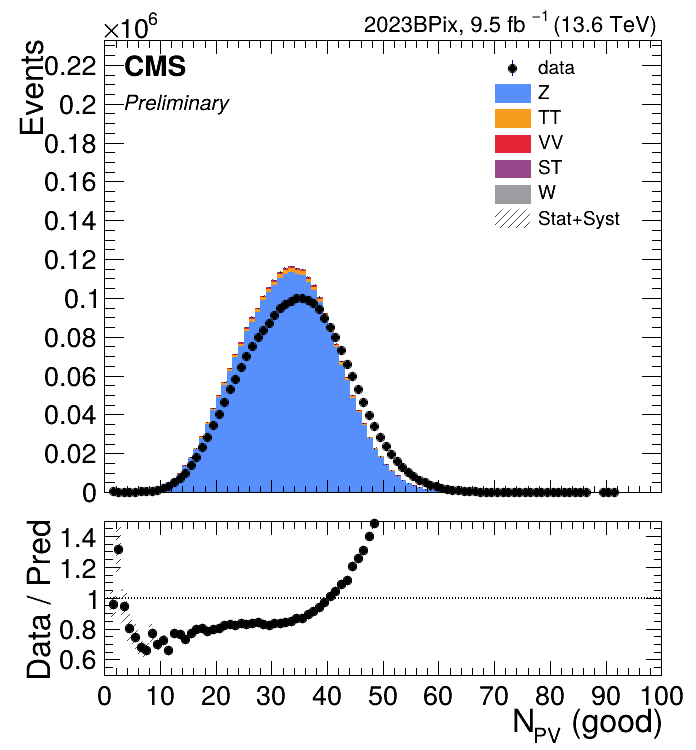 ×10⁶
2023BPix, 9.5 fb ⁻¹ (13.6 TeV)
Events
CMS
Preliminary
data
Z
TT
VV
ST
W
Stat+Syst
0.22
0.2
0.18
0.16
0.14
0.12
0.1
0.08
0.06
0.04
0.02
0
Data / Pred
1.4
1.2
1
0.8
0.6
0 10 20 30 40 50 60 70 80 90 100
N_PV (good)